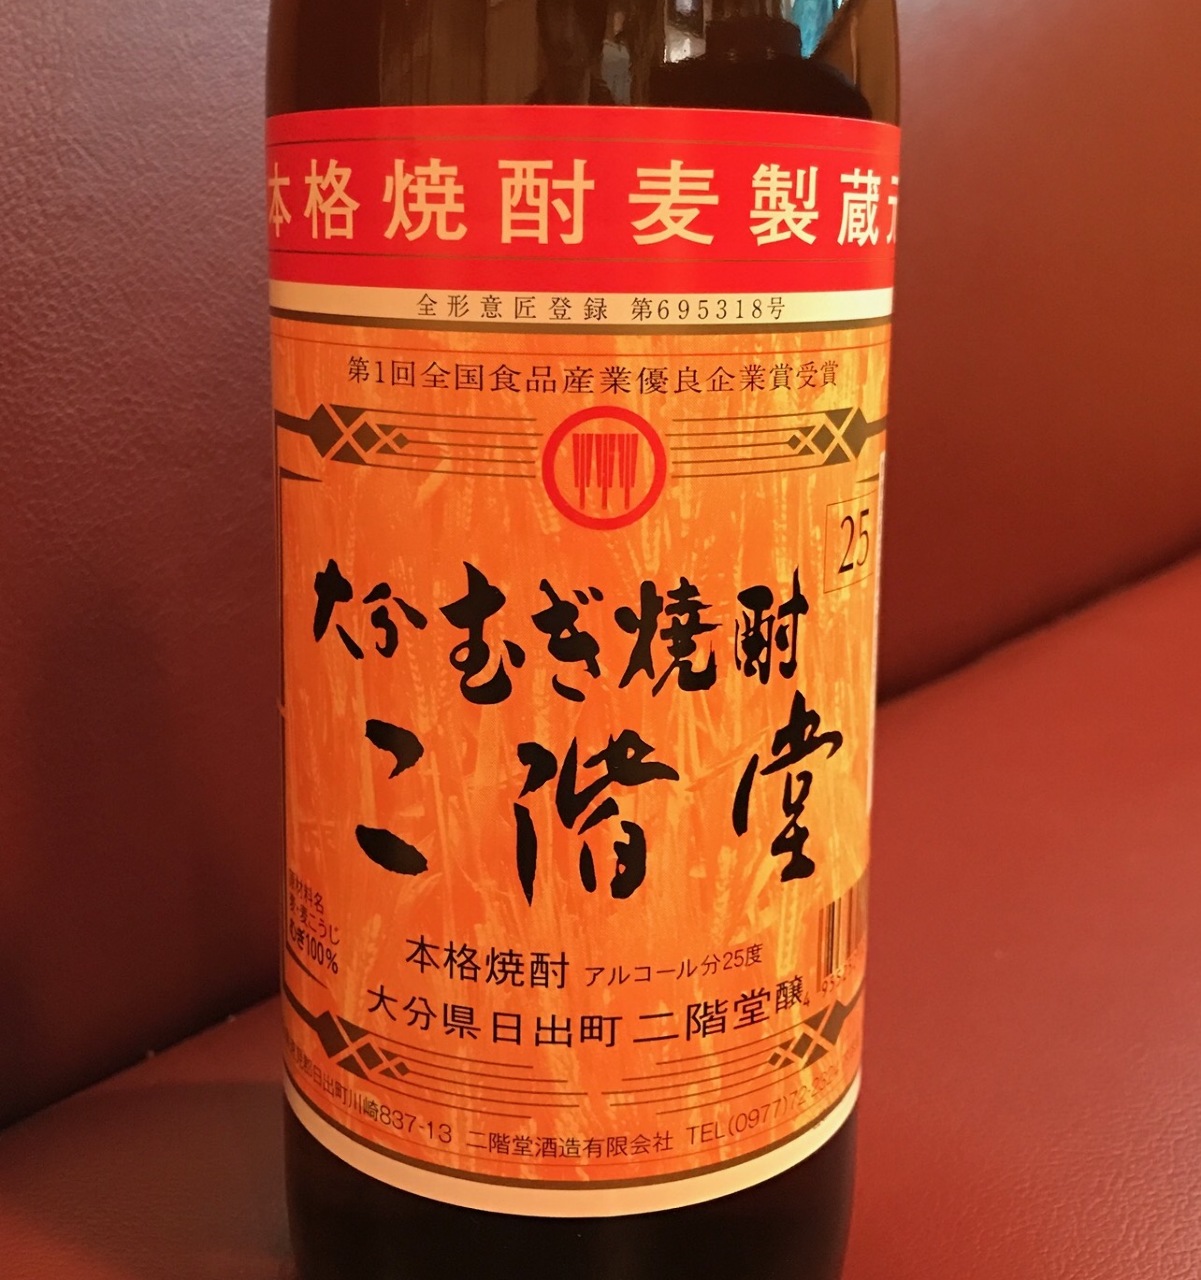 本格焼酎麦製蔵元
全形意匠登録 第695318号
第1回全国食品産業優良企業賞受賞
25
大分むぎ焼酎
二階堂
原材料名
麦・麦こうじ
むぎ100%
本格焼酎 アルコール分25度
大分県日出町 二階堂醸
日出町川崎837-13 二階堂酒造有限会社 TEL(0977)72-